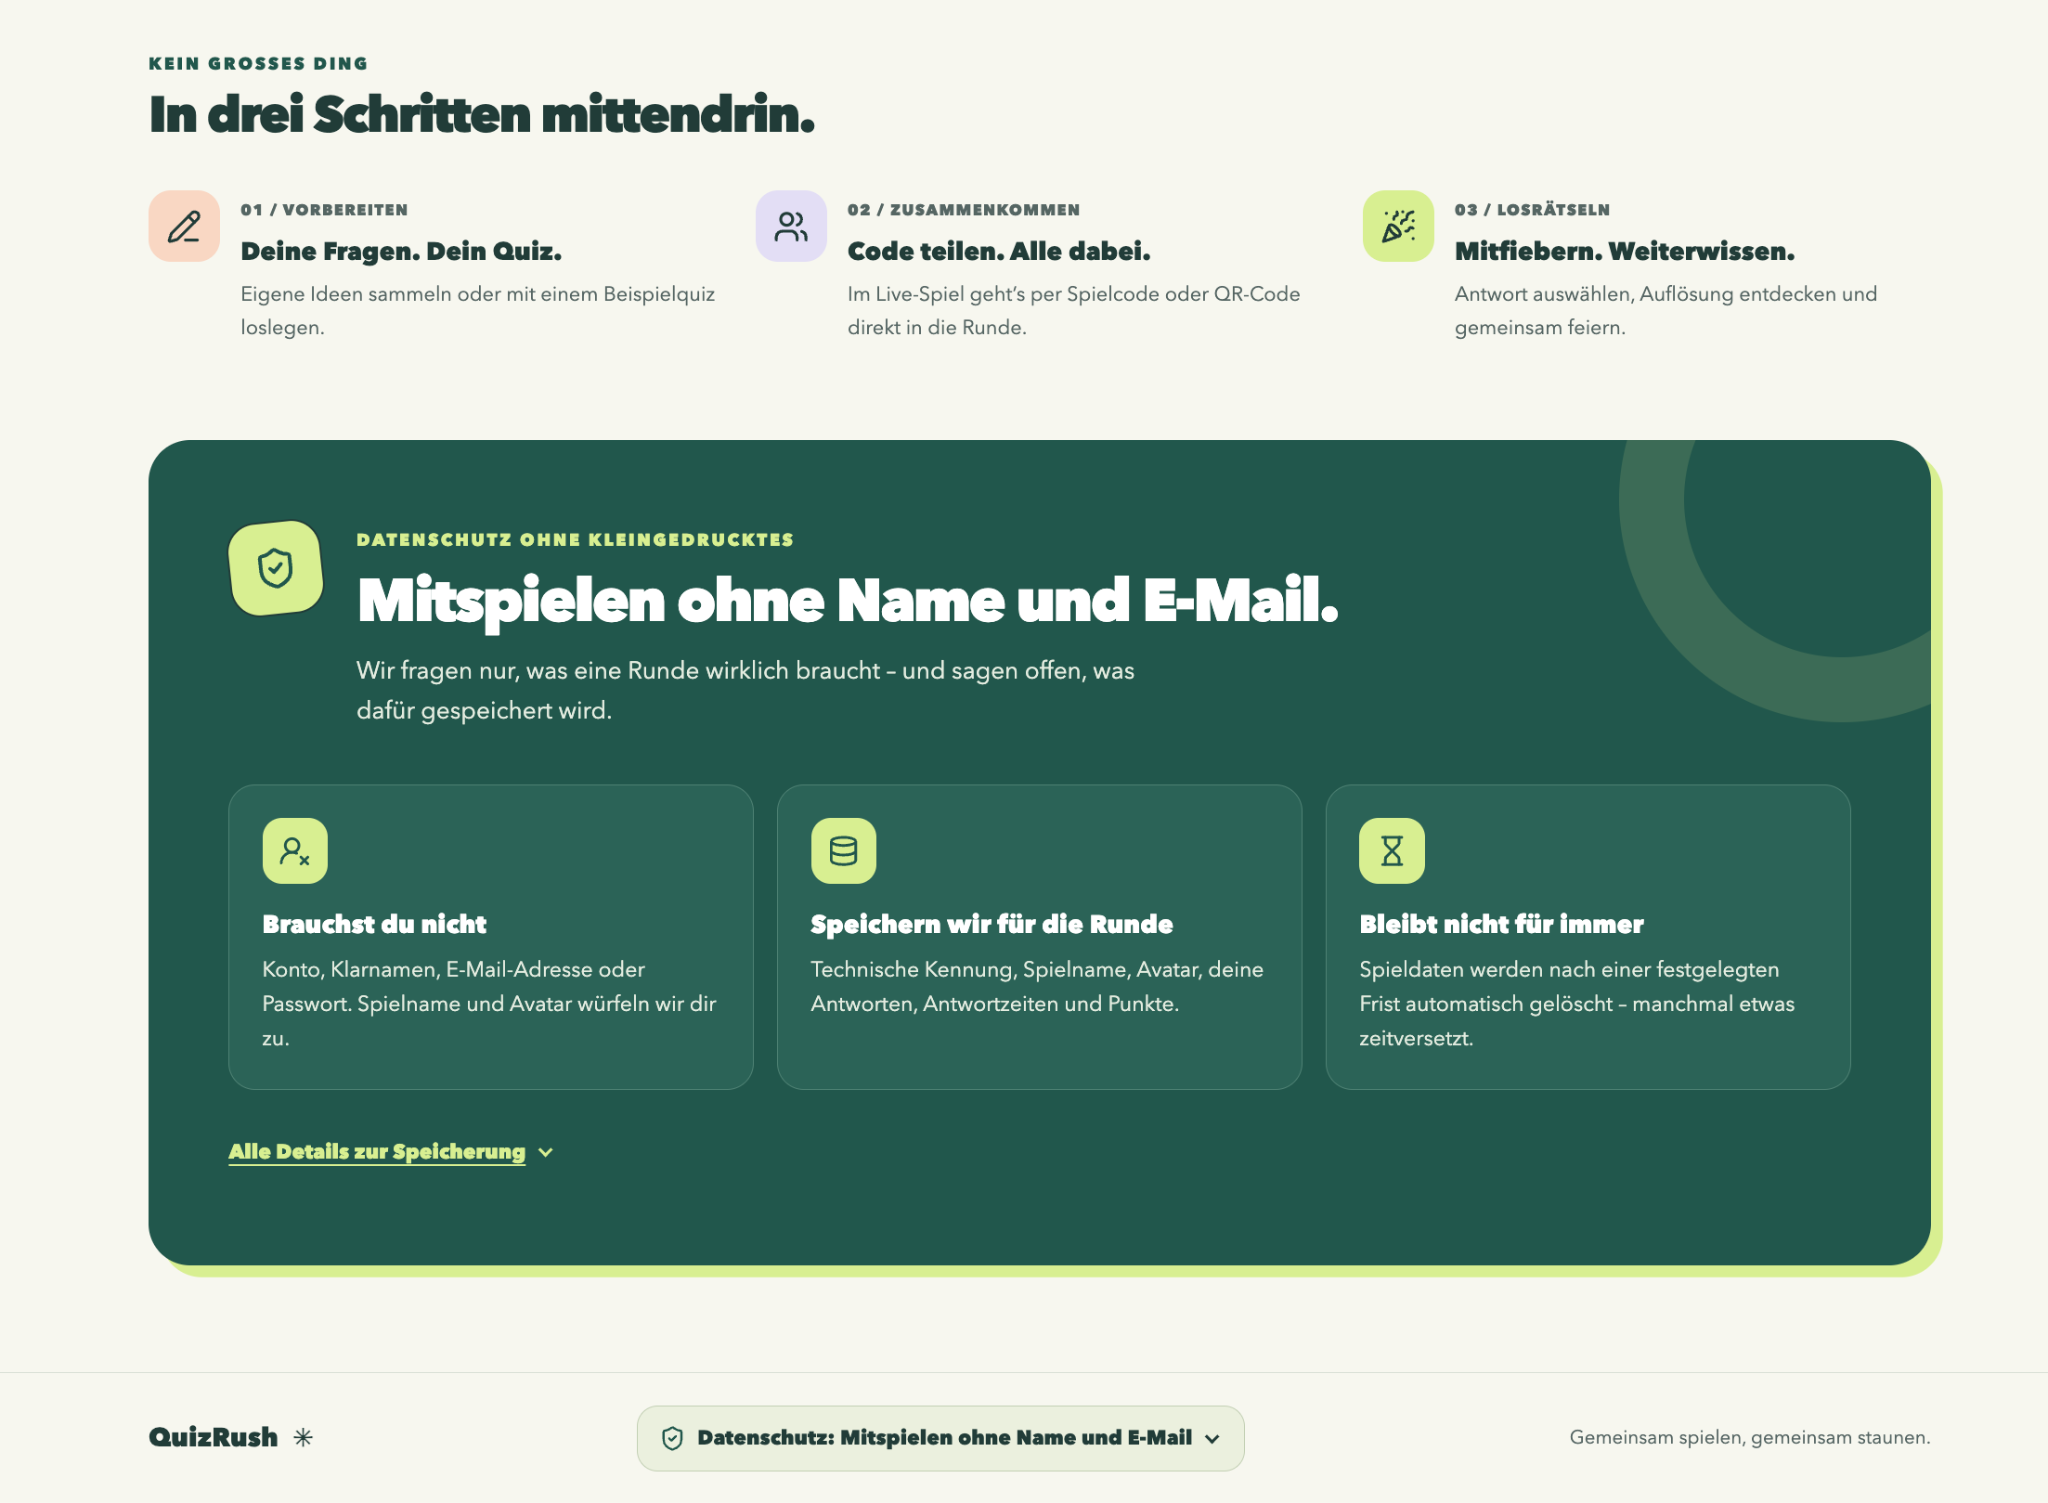 KEIN GROSSES DING
In drei Schritten mittendrin.
01 / VORBEREITEN
Deine Fragen. Dein Quiz.
Eigene Ideen sammeln oder mit einem Beispielquiz
loslegen.
02 / ZUSAMMENKOMMEN
Code teilen. Alle dabei.
Im Live-Spiel geht's per Spielcode oder QR-Code
direkt in die Runde.
03 / LOSRÄTSELN
Mitfiebern. Weiterwissen.
Antwort auswählen, Auflösung entdecken und
gemeinsam feiern.
DATENSCHUTZ OHNE KLEINGEDRUCKTES
Mitspielen ohne Name und E-Mail.
Wir fragen nur, was eine Runde wirklich braucht – und sagen offen, was
dafür gespeichert wird.
Brauchst du nicht
Konto, Klarnamen, E-Mail-Adresse oder
Passwort. Spielname und Avatar würfeln wir dir
zu.
Speichern wir für die Runde
Technische Kennung, Spielname, Avatar, deine
Antworten, Antwortzeiten und Punkte.
Bleibt nicht für immer
Spieldaten werden nach einer festgelegten
Frist automatisch gelöscht – manchmal etwas
zeitversetzt.
Alle Details zur Speicherung
QuizRush
Datenschutz: Mitspielen ohne Name und E-Mail
Gemeinsam spielen, gemeinsam staunen.